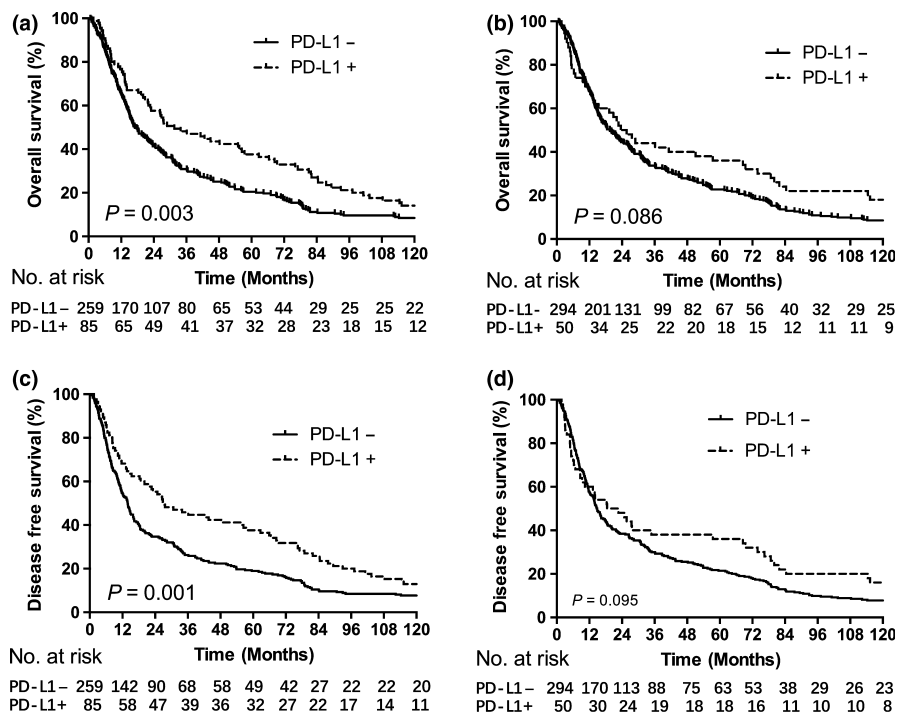 (a)
Overall survival (%)
100
80
60
40
20
0
PD-L1 –
PD-L1 +
P = 0.003
0 12 24 36 48 60 72 84 96 108 120
No. at risk
Time (Months)
PD-L1 – 259 170 107 80 65 53 44 29 25 25 22
PD-L1+ 85 65 49 41 37 32 28 23 18 15 12
(b)
Overall survival (%)
100
80
60
40
20
0
PD-L1 –
PD-L1 +
P = 0.086
0 12 24 36 48 60 72 84 96 108 120
No. at risk
Time (Months)
PD-L1- 294 201 131 99 82 67 56 40 32 29 25
PD-L1+ 50 34 25 22 20 18 15 12 11 11 9
(c)
Disease free survival (%)
100
80
60
40
20
0
PD-L1 –
PD-L1 +
P = 0.001
0 12 24 36 48 60 72 84 96 108 120
No. at risk
Time (Months)
PD-L1 – 259 142 90 68 58 49 42 27 22 22 20
PD-L1+ 85 58 47 39 36 32 27 22 17 14 11
(d)
Disease free survival (%)
100
80
60
40
20
0
PD-L1 –
PD-L1 +
P = 0.095
0 12 24 36 48 60 72 84 96 108 120
No. at risk
Time (Months)
PD-L1 – 294 170 113 88 75 63 53 38 29 26 23
PD-L1+ 50 30 24 19 18 18 16 11 10 10 8